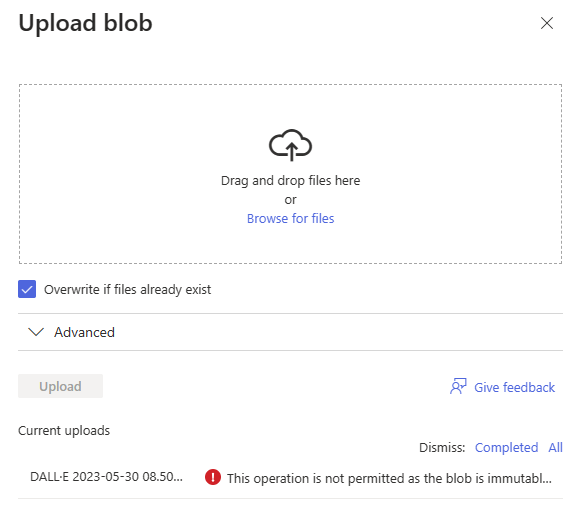 Upload blob
Drag and drop files here
or
Browse for files
Overwrite if files already exist
Advanced
Upload
Give feedback
Current uploads
Dismiss: Completed All
DALL·E 2023-05-30 08.50... This operation is not permitted as the blob is immutabl...